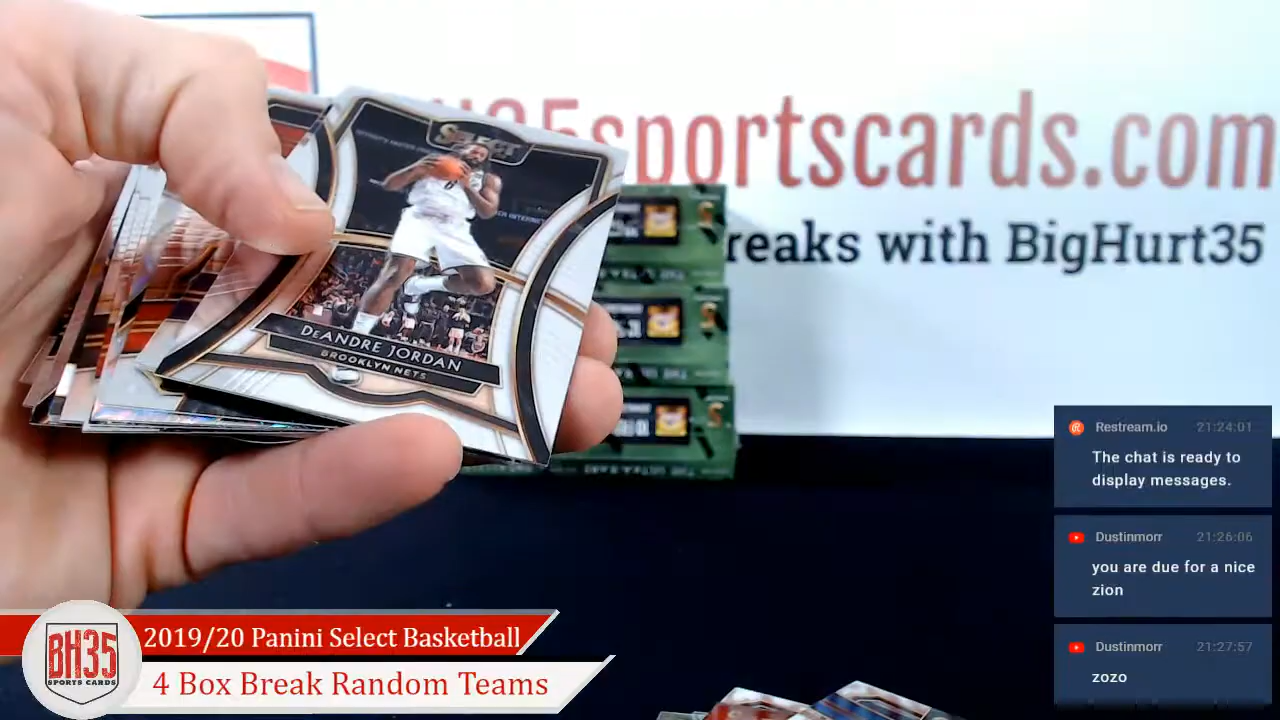 H35sportscards.com
reaks with BigHurt35
SELECT
DEANDRE JORDAN
BROOKLYN NETS
Restream.io 21:24:01
The chat is ready to
display messages.
Dustinmorr 21:26:06
you are due for a nice
zion
Dustinmorr 21:27:57
zozo
BH35
SPORTS CARDS
2019/20 Panini Select Basketball
4 Box Break Random Teams